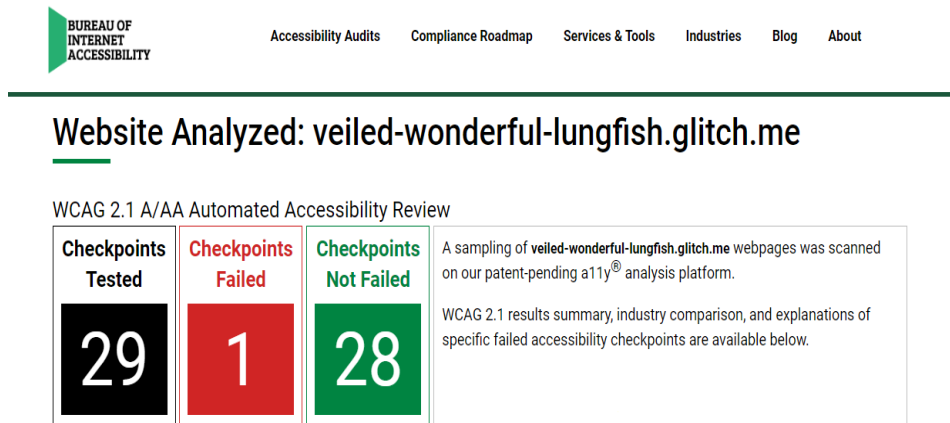 BUREAU OF
INTERNET
ACCESSIBILITY
Accessibility Audits Compliance Roadmap Services & Tools Industries Blog About
Website Analyzed: veiled-wonderful-lungfish.glitch.me
WCAG 2.1 A/AA Automated Accessibility Review
Checkpoints
Tested
29
Checkpoints
Failed
1
Checkpoints
Not Failed
28
A sampling of veiled-wonderful-lungfish.glitch.me webpages was scanned
on our patent-pending a11y® analysis platform.
WCAG 2.1 results summary, industry comparison, and explanations of
specific failed accessibility checkpoints are available below.